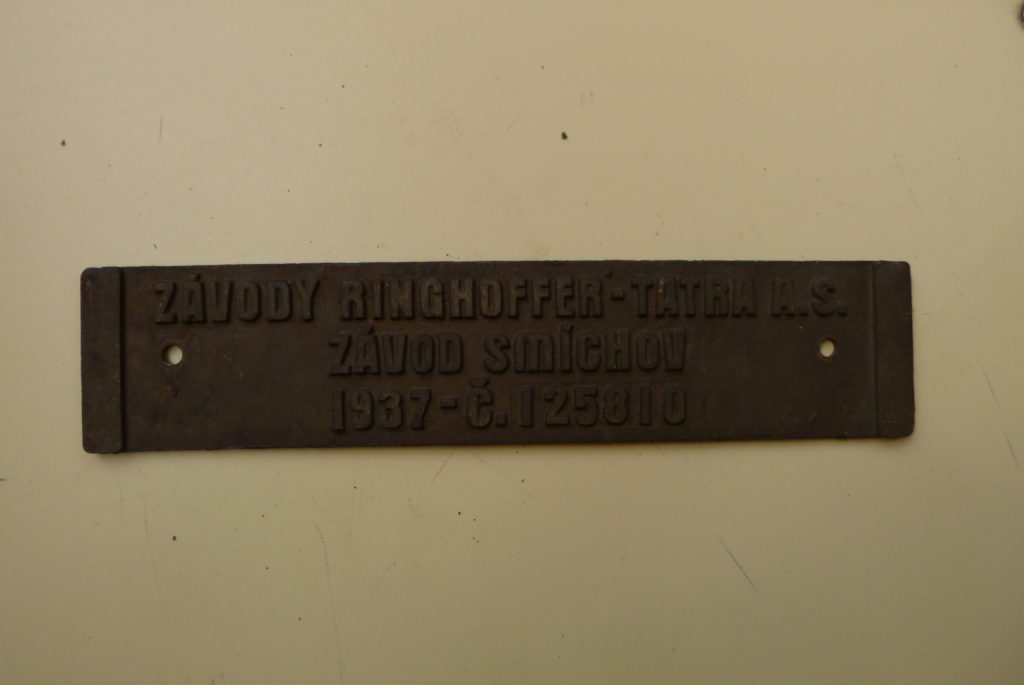 ZÁVODY RINGHOFFER-TATRA A.S.
ZÁVOD SMÍCHOV
1937-Č.125810